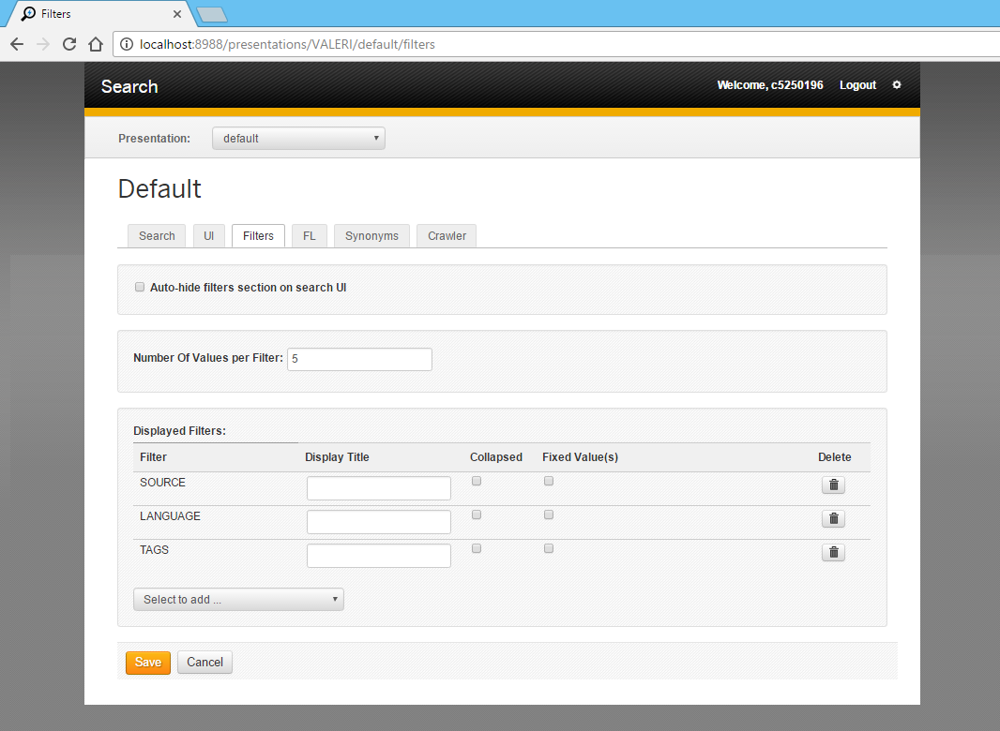 Filters
localhost:8988/presentations/VALERI/default/filters
Search Welcome, c5250196 Logout
Presentation: default
Default
Search UI Filters FL Synonyms Crawler
Auto-hide filters section on search UI
Number Of Values per Filter: 5
Displayed Filters:
Filter Display Title Collapsed Fixed Value(s) Delete
SOURCE
LANGUAGE
TAGS
Select to add ...
Save Cancel